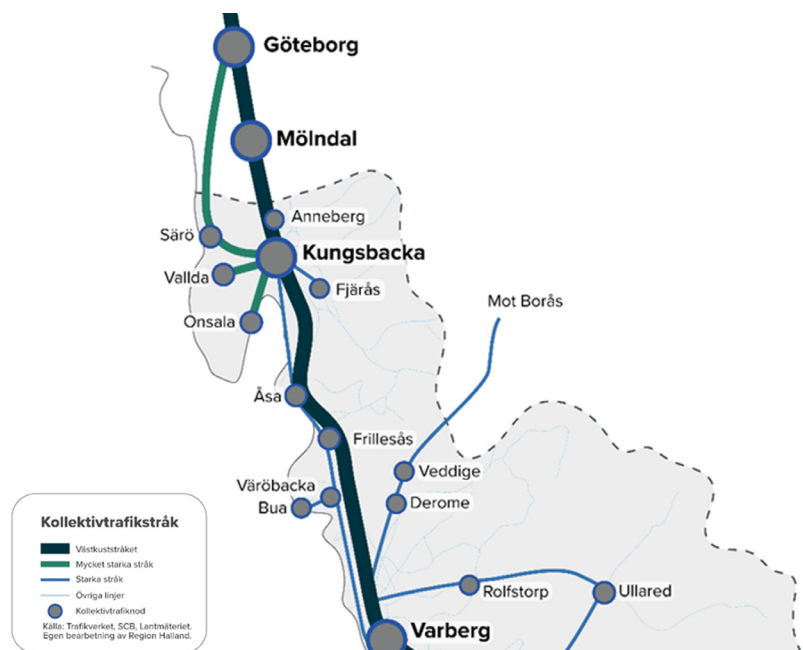 Göteborg
Mölndal
Anneberg
Särö
Kungsbacka
Vallda
Fjärås
Onsala
Mot Borås
Åsa
Frillesås
Veddige
Väröbacka
Bua
Derome
Rolfstorp
Ullared
Varberg
Kollektivtrafikstråk
Västkuststråket
Mycket starka stråk
Starka stråk
Övriga linjer
Kollektivtrafiknod
Källa: Trafikverket, SCB, Lantmäteriet.
Egen bearbetning av Region Halland.